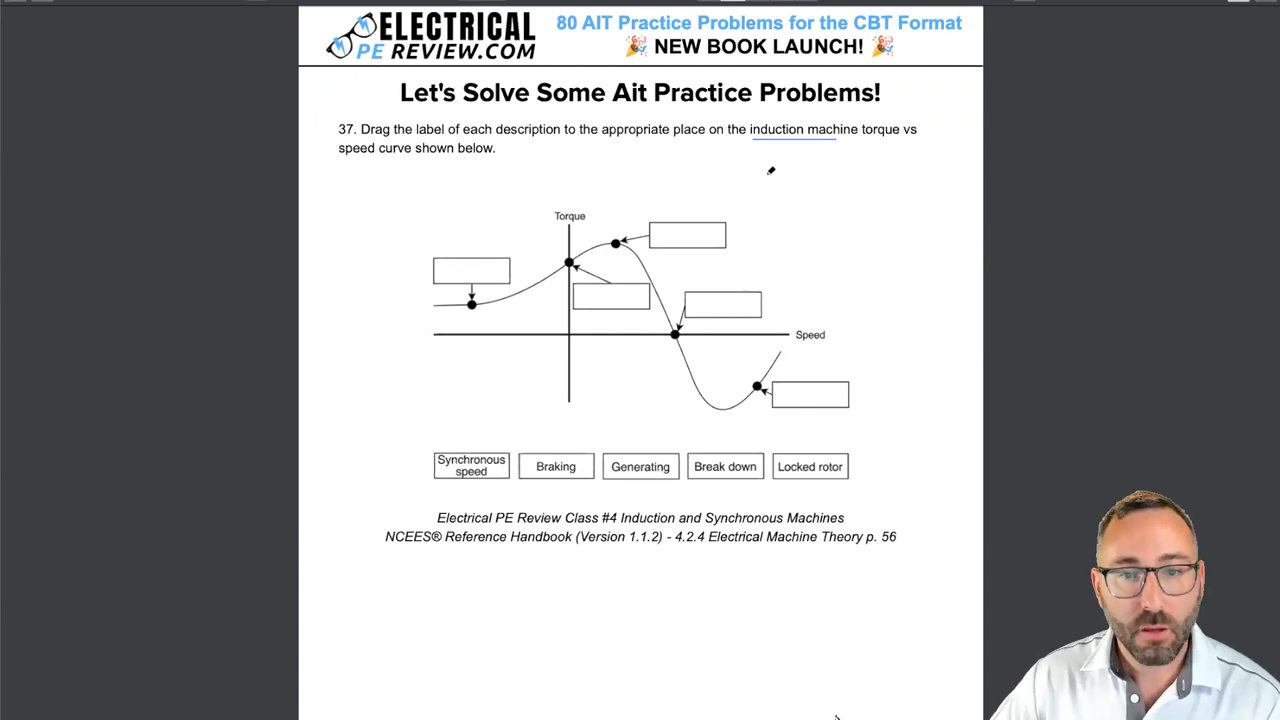 ELECTRICAL
PE REVIEW.COM
80 AIT Practice Problems for the CBT Format
🎉 NEW BOOK LAUNCH! 🎉
Let's Solve Some Ait Practice Problems!
37. Drag the label of each description to the appropriate place on the induction machine torque vs
speed curve shown below.
Torque
Speed
Synchronous
speed
Braking
Generating
Break down
Locked rotor
Electrical PE Review Class #4 Induction and Synchronous Machines
NCEES® Reference Handbook (Version 1.1.2) - 4.2.4 Electrical Machine Theory p. 56